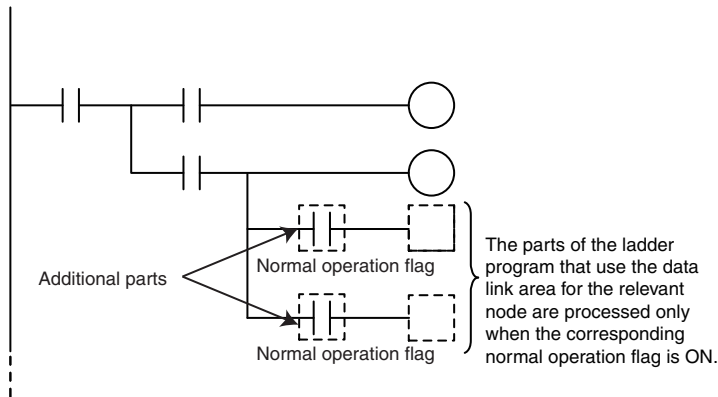 Additional parts
Normal operation flag
Normal operation flag
The parts of the ladder
program that use the data
link area for the relevant
node are processed only
when the corresponding
normal operation flag is ON.